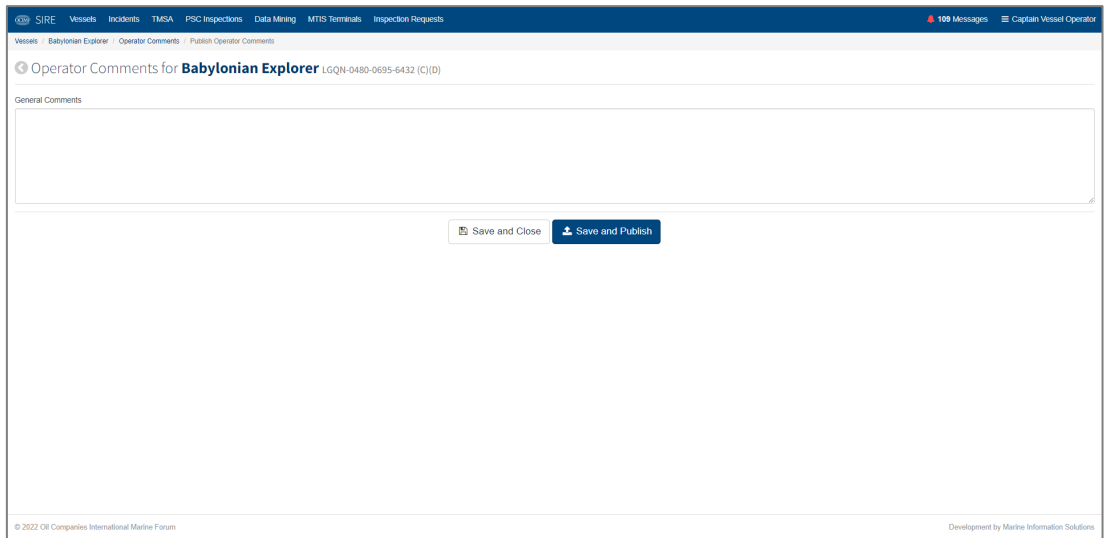 OCIMF SIRE Vessels Incidents TMSA PSC Inspections Data Mining MTIS Terminals Inspection Requests 109 Messages Captain Vessel Operator
Vessels / Babylonian Explorer / Operator Comments / Publish Operator Comments
Operator Comments for Babylonian Explorer LGQN-0480-0695-6432 (C)(D)
General Comments
Save and Close Save and Publish
© 2022 Oil Companies International Marine Forum Development by Marine Information Solutions